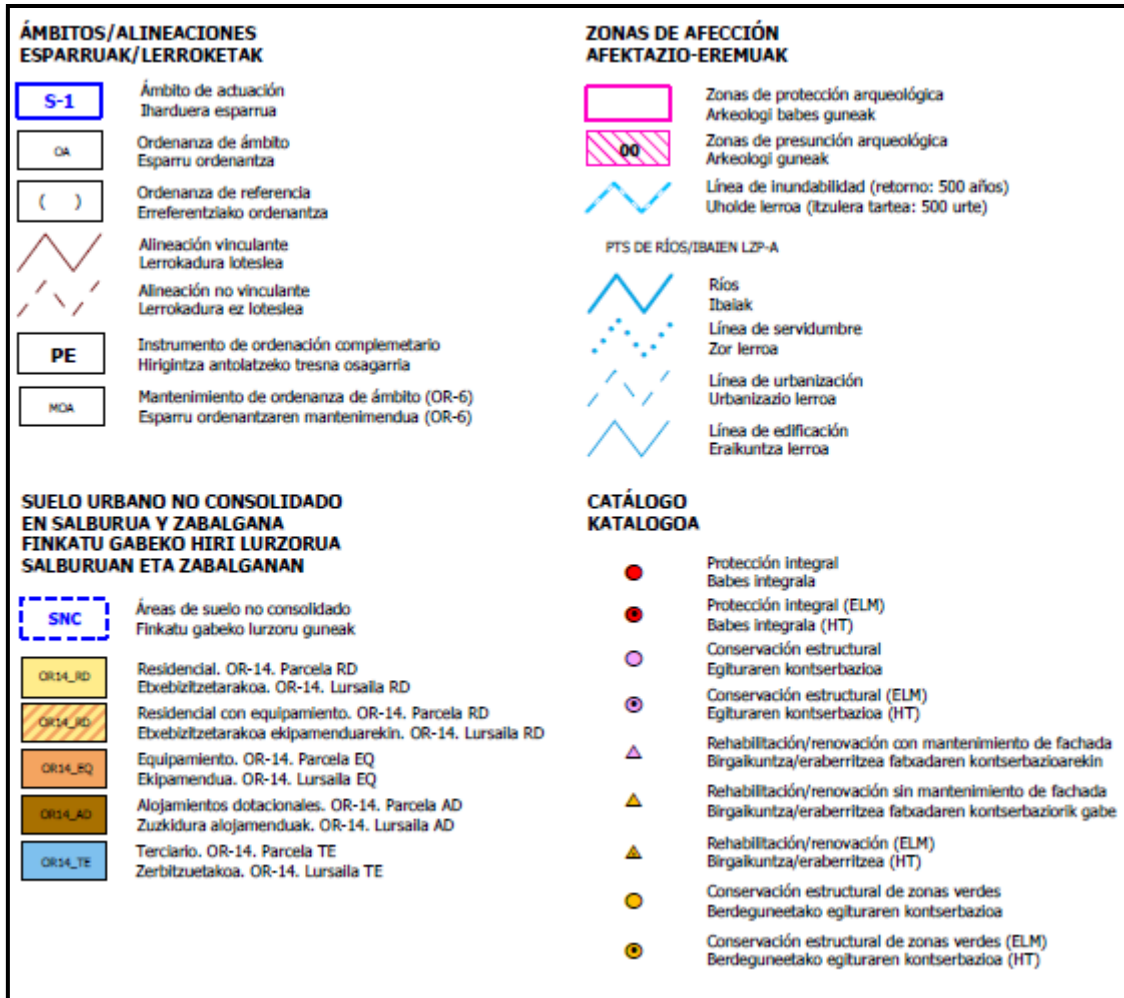 ÁMBITOS/ALINEACIONES
ESPARRUAK/LERROKETAK
S-1
Ámbito de actuación
Iharduera esparrua
OA
Ordenanza de ámbito
Esparru ordenantza
( )
Ordenanza de referencia
Erreferentziako ordenantza
Alineación vinculante
Lerrokadura loteslea
Alineación no vinculante
Lerrokadura ez loteslea
PE
Instrumento de ordenación complemetario
Hirigintza antolatzeko tresna osagarria
MOA
Mantenimiento de ordenanza de ámbito (OR-6)
Esparru ordenantzaren mantenimendua (OR-6)
ZONAS DE AFECCIÓN
AFEKTAZIO-EREMUAK
Zonas de protección arqueológica
Arkeologi babes guneak
00
Zonas de presunción arqueológica
Arkeologi guneak
Línea de inundabilidad (retorno: 500 años)
Uholde lerroa (itzulera tartea: 500 urte)
PTS DE RÍOS/IBAIEN LZP-A
Ríos
Ibaiak
Línea de servidumbre
Zor lerroa
Línea de urbanización
Urbanizazio lerroa
Línea de edificación
Eraikuntza lerroa
SUELO URBANO NO CONSOLIDADO
EN SALBURUA Y ZABALGANA
FINKATU GABEKO HIRI LURZORUA
SALBURUAN ETA ZABALGANAN
SNC
Áreas de suelo no consolidado
Finkatu gabeko lurzoru guneak
OR14_RD
Residencial. OR-14. Parcela RD
Etxebizitzetarakoa. OR-14. Lursaila RD
OR14_RD
Residencial con equipamiento. OR-14. Parcela RD
Etxebizitzetarakoa ekipamenduarekin. OR-14. Lursaila RD
OR14_EQ
Equipamiento. OR-14. Parcela EQ
Ekipamendua. OR-14. Lursaila EQ
OR14_AD
Alojamientos dotacionales. OR-14. Parcela AD
Zuzkidura alojamenduak. OR-14. Lursaila AD
OR14_TE
Terciario. OR-14. Parcela TE
Zerbitzuetakoa. OR-14. Lursaila TE
CATÁLOGO
KATALOGOA
Protección integral
Babes integrala
Protección integral (ELM)
Babes integrala (HT)
Conservación estructural
Egituraren kontserbazioa
Conservación estructural (ELM)
Egituraren kontserbazioa (HT)
Rehabilitación/renovación con mantenimiento de fachada
Birgaikuntza/eraberritzea fatxadaren kontserbazioarekin
Rehabilitación/renovación sin mantenimiento de fachada
Birgaikuntza/eraberritzea fatxadaren kontserbaziorik gabe
Rehabilitación/renovación (ELM)
Birgaikuntza/eraberritzea (HT)
Conservación estructural de zonas verdes
Berdeguneetako egituraren kontserbazioa
Conservación estructural de zonas verdes (ELM)
Berdeguneetako egituraren kontserbazioa (HT)